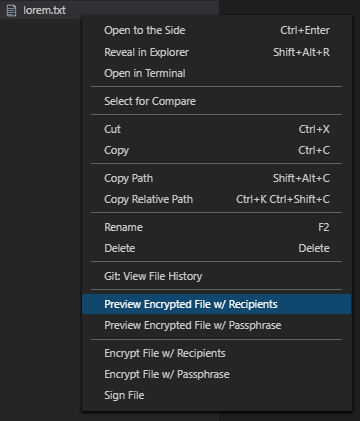 lorem.txt
Open to the Side Ctrl+Enter
Reveal in Explorer Shift+Alt+R
Open in Terminal
Select for Compare
Cut Ctrl+X
Copy Ctrl+C
Copy Path Shift+Alt+C
Copy Relative Path Ctrl+K Ctrl+Shift+C
Rename F2
Delete Delete
Git: View File History
Preview Encrypted File w/ Recipients
Preview Encrypted File w/ Passphrase
Encrypt File w/ Recipients
Encrypt File w/ Passphrase
Sign File